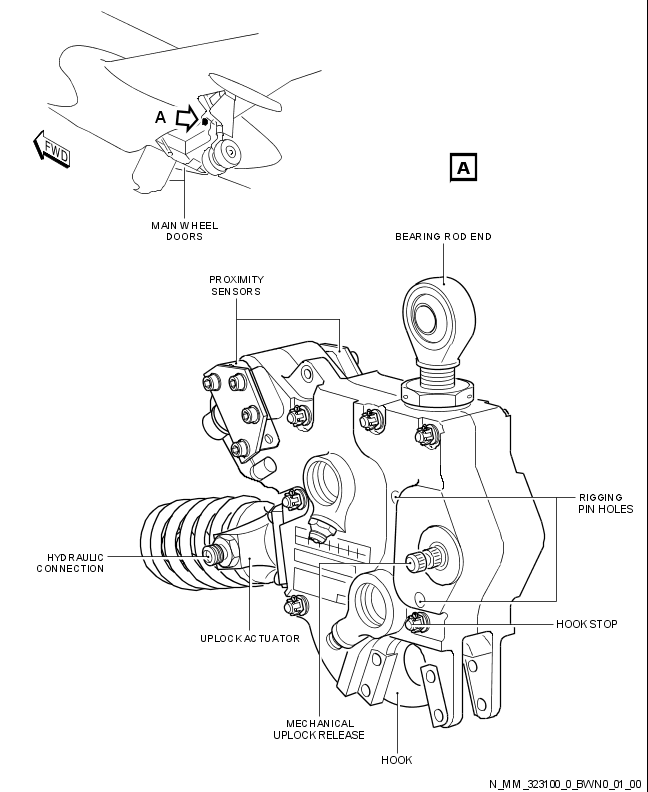 A
FWD
A
MAIN WHEEL
DOORS
BEARING ROD END
PROXIMITY
SENSORS
RIGGING
PIN HOLES
HYDRAULIC
CONNECTION
HOOK STOP
UPLOCK ACTUATOR
MECHANICAL
UPLOCK RELEASE
HOOK
N_MM_323100_0_BWN0_01_00